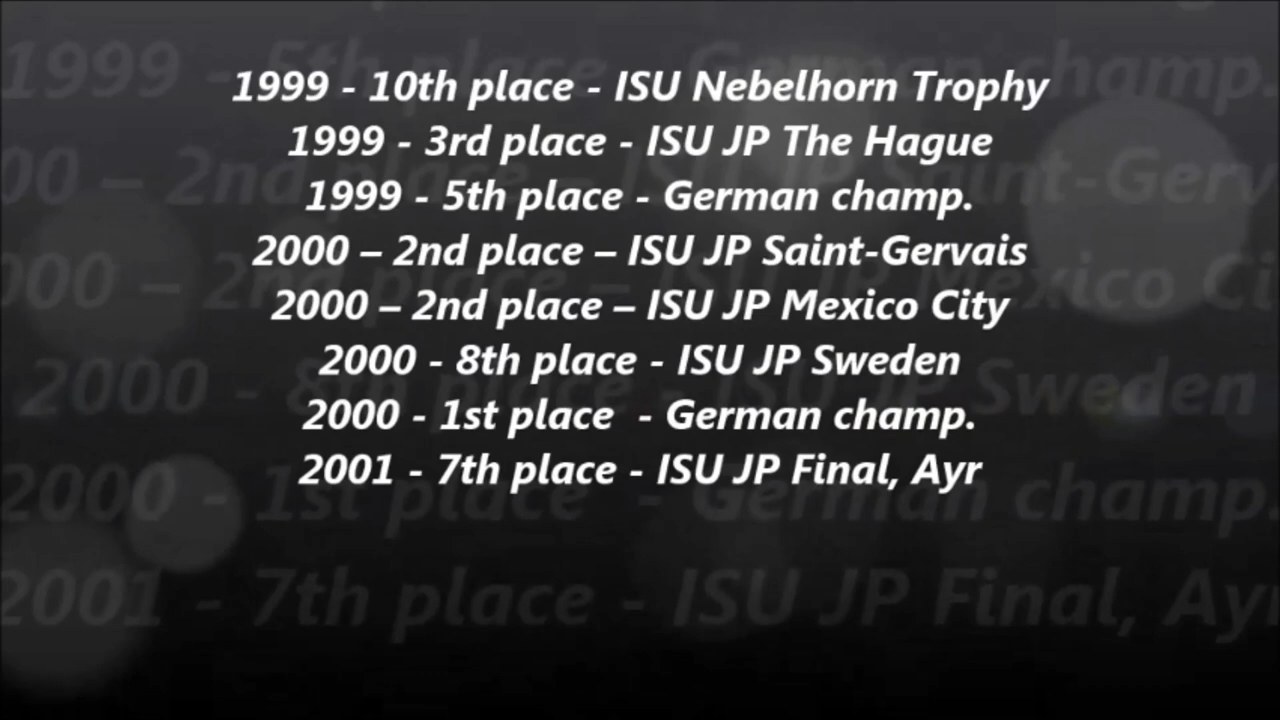 1999 - 10th place - ISU Nebelhorn Trophy
1999 - 3rd place - ISU JP The Hague
1999 - 5th place - German champ.
2000 – 2nd place – ISU JP Saint-Gervais
2000 – 2nd place – ISU JP Mexico City
2000 - 8th place - ISU JP Sweden
2000 - 1st place  - German champ.
2001 - 7th place - ISU JP Final, Ayr